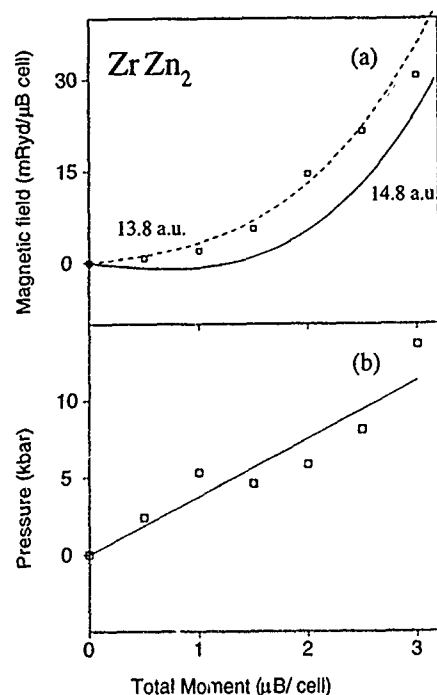 ZrZn2
(a)
Magnetic field (mRyd/μB cell)
30
15
0
13.8 a.u.
14.8 a.u.
(b)
Pressure (kbar)
10
5
0
0
1
2
3
Total Moment (μB/ cell)